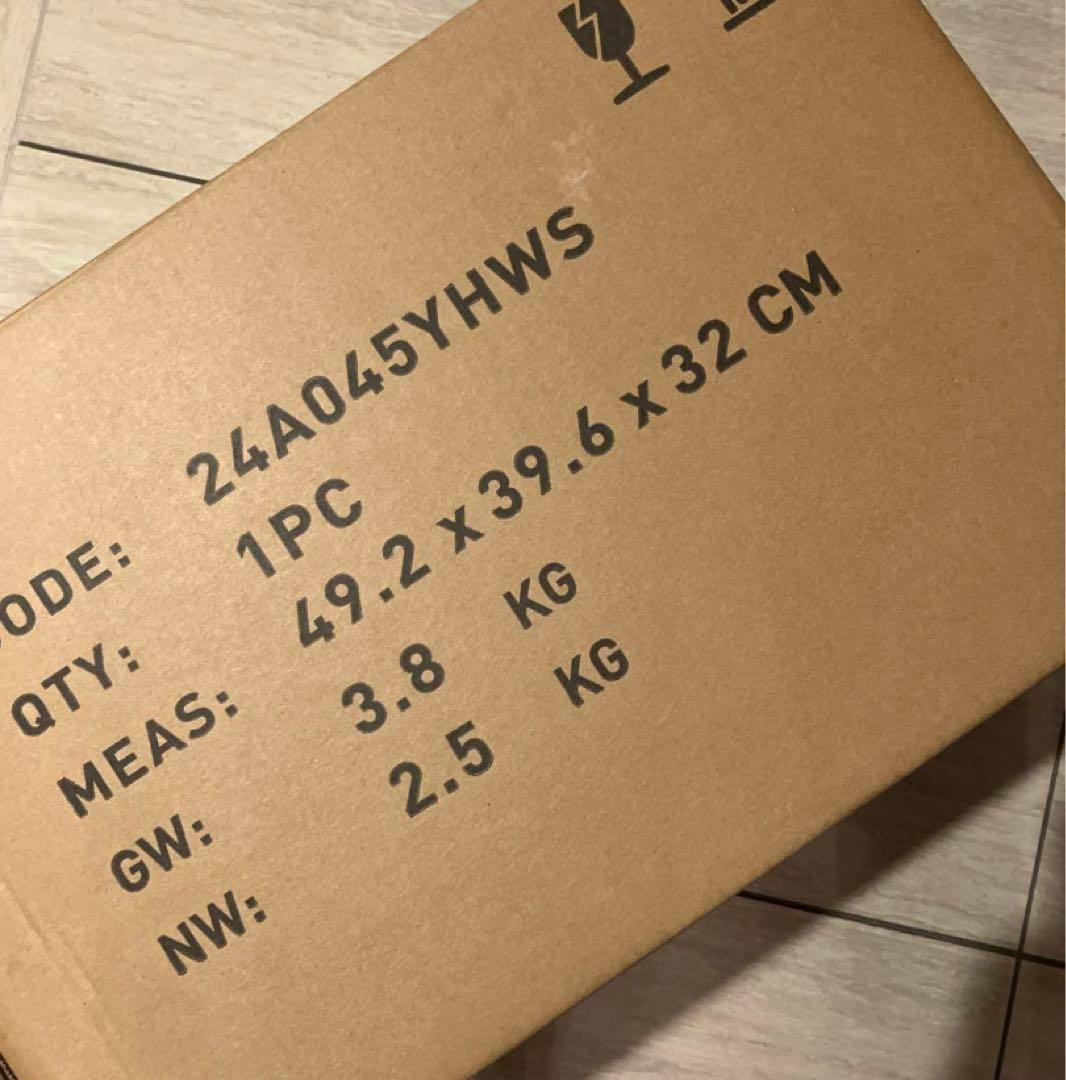 ODE: 24A045YHWS
QTY: 1PC
MEAS: 49.2 x 39.6 x 32 CM
GW: 3.8 KG
NW: 2.5 KG